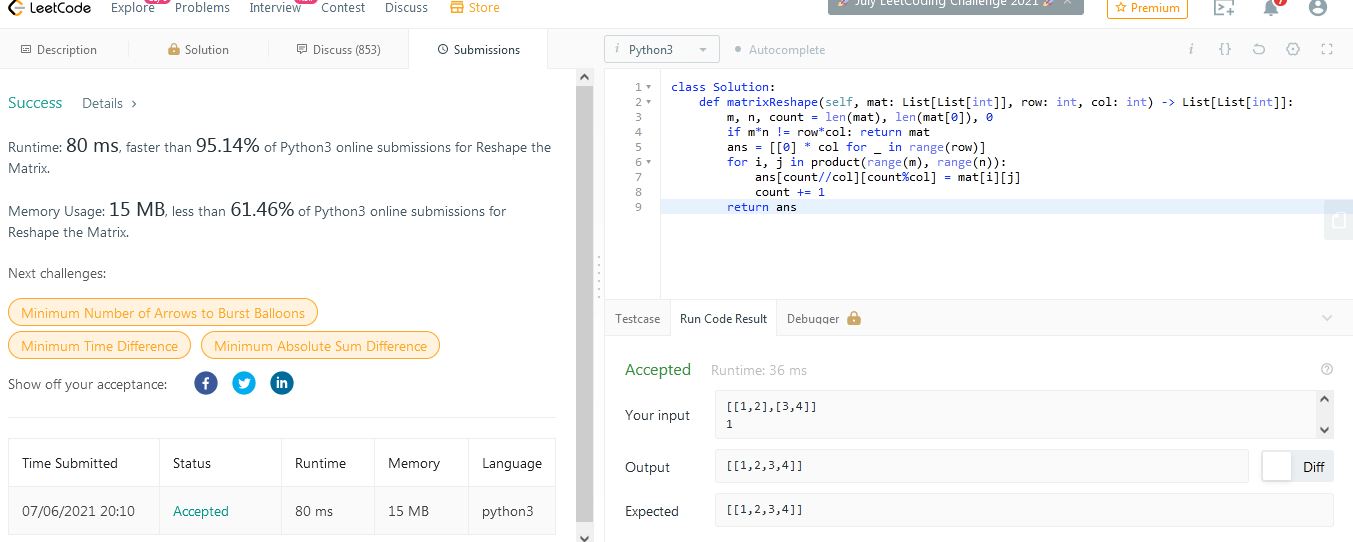 LeetCode Explore Problems Interview Contest Discuss Store July LeetCoding Challenge 2021 Premium 7
Description Solution Discuss (853) Submissions
i Python3 Autocomplete i {}
Success Details >
Runtime: 80 ms, faster than 95.14% of Python3 online submissions for Reshape the
Matrix.
Memory Usage: 15 MB, less than 61.46% of Python3 online submissions for
Reshape the Matrix.
Next challenges:
Minimum Number of Arrows to Burst Balloons
Minimum Time Difference Minimum Absolute Sum Difference
Show off your acceptance: f in
Time Submitted Status Runtime Memory Language
07/06/2021 20:10 Accepted 80 ms 15 MB python3
1 class Solution:
2 def matrixReshape(self, mat: List[List[int]], row: int, col: int) -> List[List[int]]:
3 m, n, count = len(mat), len(mat[0]), 0
4 if m*n != row*col: return mat
5 ans = [[0] * col for _ in range(row)]
6 for i, j in product(range(m), range(n)):
7 ans[count//col][count%col] = mat[i][j]
8 count += 1
9 return ans
Testcase Run Code Result Debugger
Accepted Runtime: 36 ms ?
Your input
[[1,2],[3,4]]
1
Output [[1,2,3,4]] Diff
Expected [[1,2,3,4]]